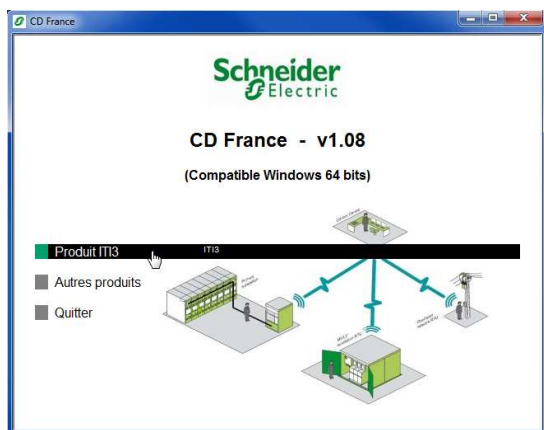 CD France
Schneider
Electric
CD France - v1.08
(Compatible Windows 64 bits)
Produit ITI3
ITI3
Autres produits
Quitter